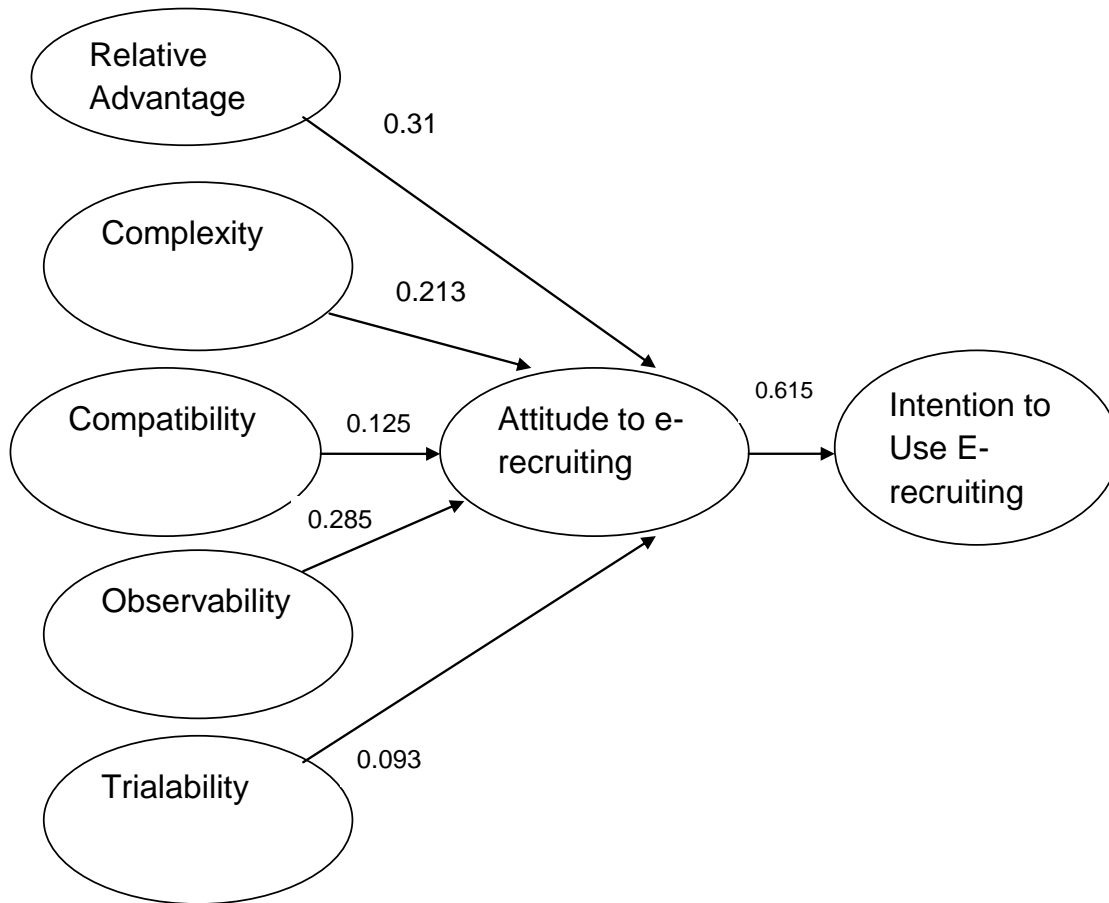 Relative
Advantage
0.31
Complexity
0.213
Compatibility
0.125
Attitude to e-
recruiting
0.615
Intention to
Use E-
recruiting
0.285
Observability
0.093
Trialability